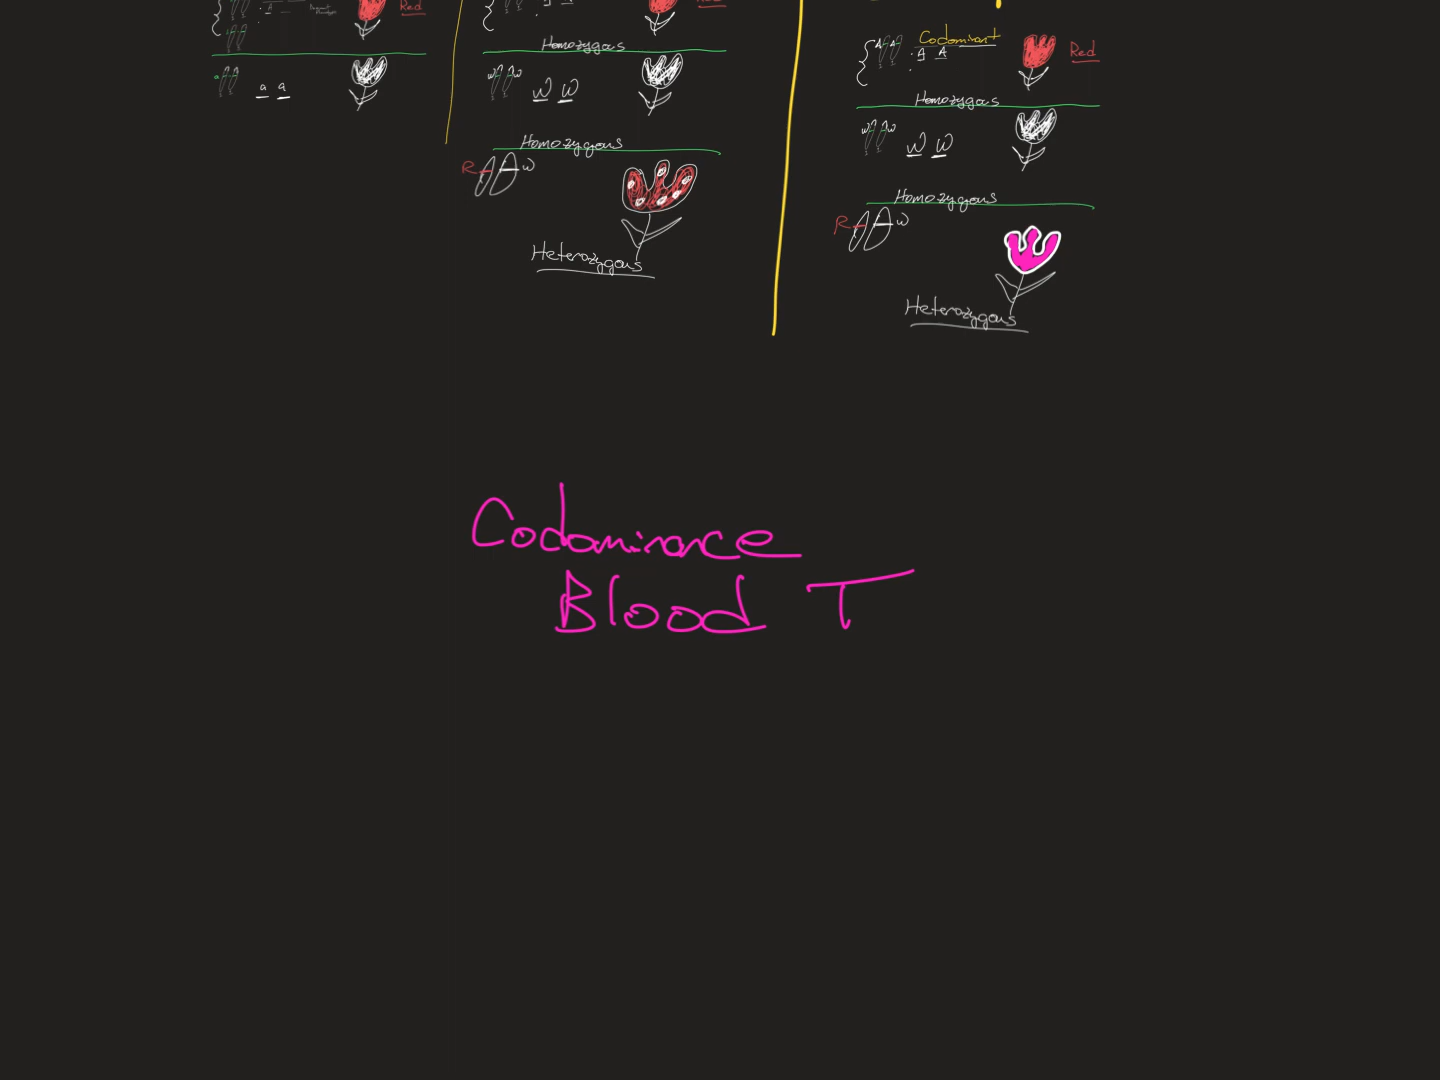 Red
A
a a
Homozygous
w w
W W
Homozygous
R W
Heterozygous
Codominant
A A
A A
Red
Homozygous
w w
W W
Homozygous
R W
Heterozygous
Codominance
Blood T